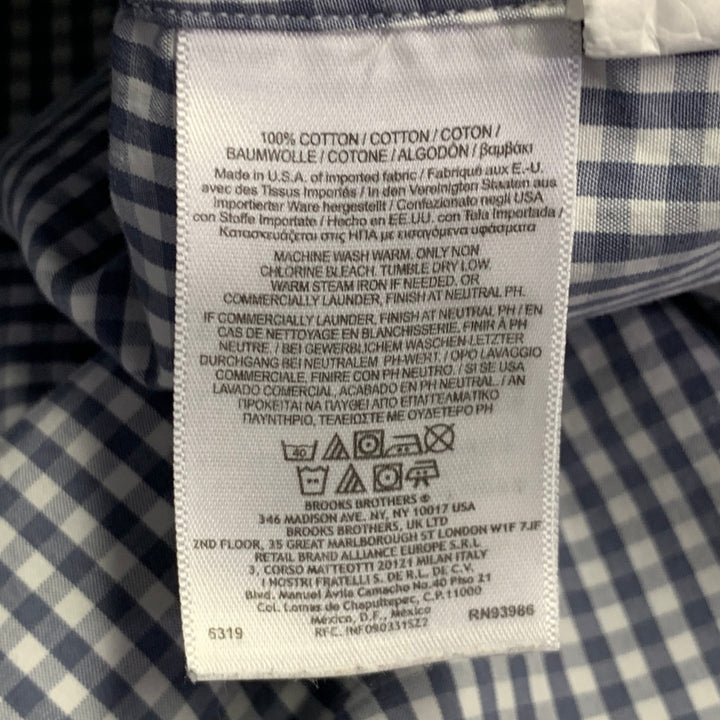 100% COTTON / COTTON / COTON /
BAUMWOLLE / COTONE / ALGODÓN / βαμβάκι
Made in U.S.A. of imported fabric / Fabriqué aux E.-U.
avec des Tissus Importés / In den Vereinigten Staaten aus
Importierter Ware hergestellt / Confezionato negli USA
con Stoffe Importate / Hecho en EE.UU. con Tela Importada /
Κατασκευάζεται στις ΗΠΑ με εισαγόμενα υφάσματα
MACHINE WASH WARM. ONLY NON
CHLORINE BLEACH. TUMBLE DRY LOW.
WARM STEAM IRON IF NEEDED. OR
COMMERCIALLY LAUNDER, FINISH AT NEUTRAL PH.
IF COMMERCIALLY LAUNDER, FINISH AT NEUTRAL PH / EN
CAS DE NETTOYAGE EN BLANCHISSERIE, FINIR À PH
NEUTRE. / BEI GEWERBLICHEM WASCHEN-LETZTER
DURCHGANG BEI NEUTRALEM PH-WERT. / OPO LAVAGGIO
COMMERCIALE, FINIRE CON PH NEUTRO. / SI SE USA
LAVADO COMERCIAL, ACABADO EN PH NEUTRAL. / ΑΝ
ΠΡΟΚΕΙΤΑΙ ΝΑ ΠΛΥΘΕΙ ΑΠΟ ΕΠΑΓΓΕΛΜΑΤΙΚΟ
ΠΛΥΝΤΗΡΙΟ, ΤΕΛΕΙΩΣΤΕ ΜΕ ΟΥΔΕΤΕΡΟ PH
40
BROOKS BROTHERS ®
346 MADISON AVE. NY, NY 10017 USA
BROOKS BROTHERS, UK LTD
2ND FLOOR, 35 GREAT MARLBOROUGH ST LONDON W1F 7JF
RETAIL BRAND ALLIANCE EUROPE S.R.L.
3, CORSO MATTEOTTI 20121 MILAN ITALY
I NOSTRI FRATELLI S. DE R.L. DE C.V.
Blvd. Manuel Ávila Camacho No.40 Piso 21
Col. Lomas de Chapultepec, C.P.11000
México, D.F., México
6319 RFC. INF090331SZ2 RN93986